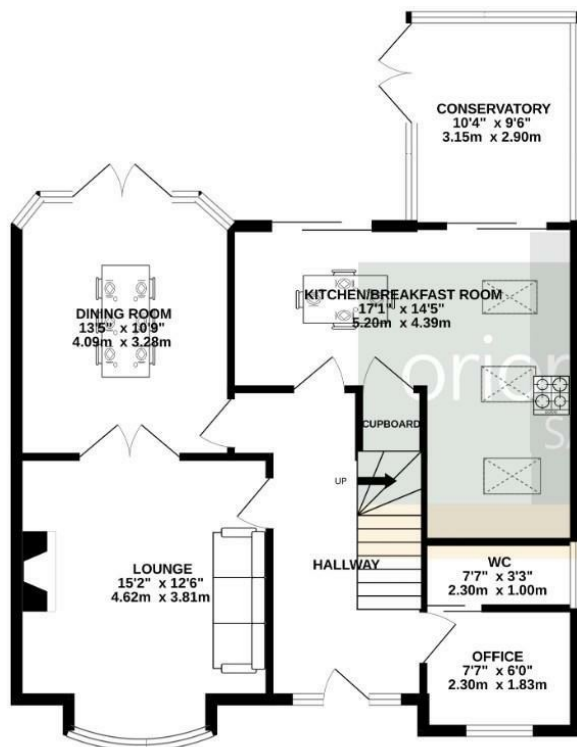 CONSERVATORY
10'4" x 9'6"
3.15m x 2.90m
KITCHEN/BREAKFAST ROOM
17'1" x 14'5"
5.20m x 4.39m
DINING ROOM
13'5" x 10'9"
4.09m x 3.28m
CUPBOARD
UP
LOUNGE
15'2" x 12'6"
4.62m x 3.81m
HALLWAY
WC
7'7" x 3'3"
2.30m x 1.00m
OFFICE
7'7" x 6'0"
2.30m x 1.83m